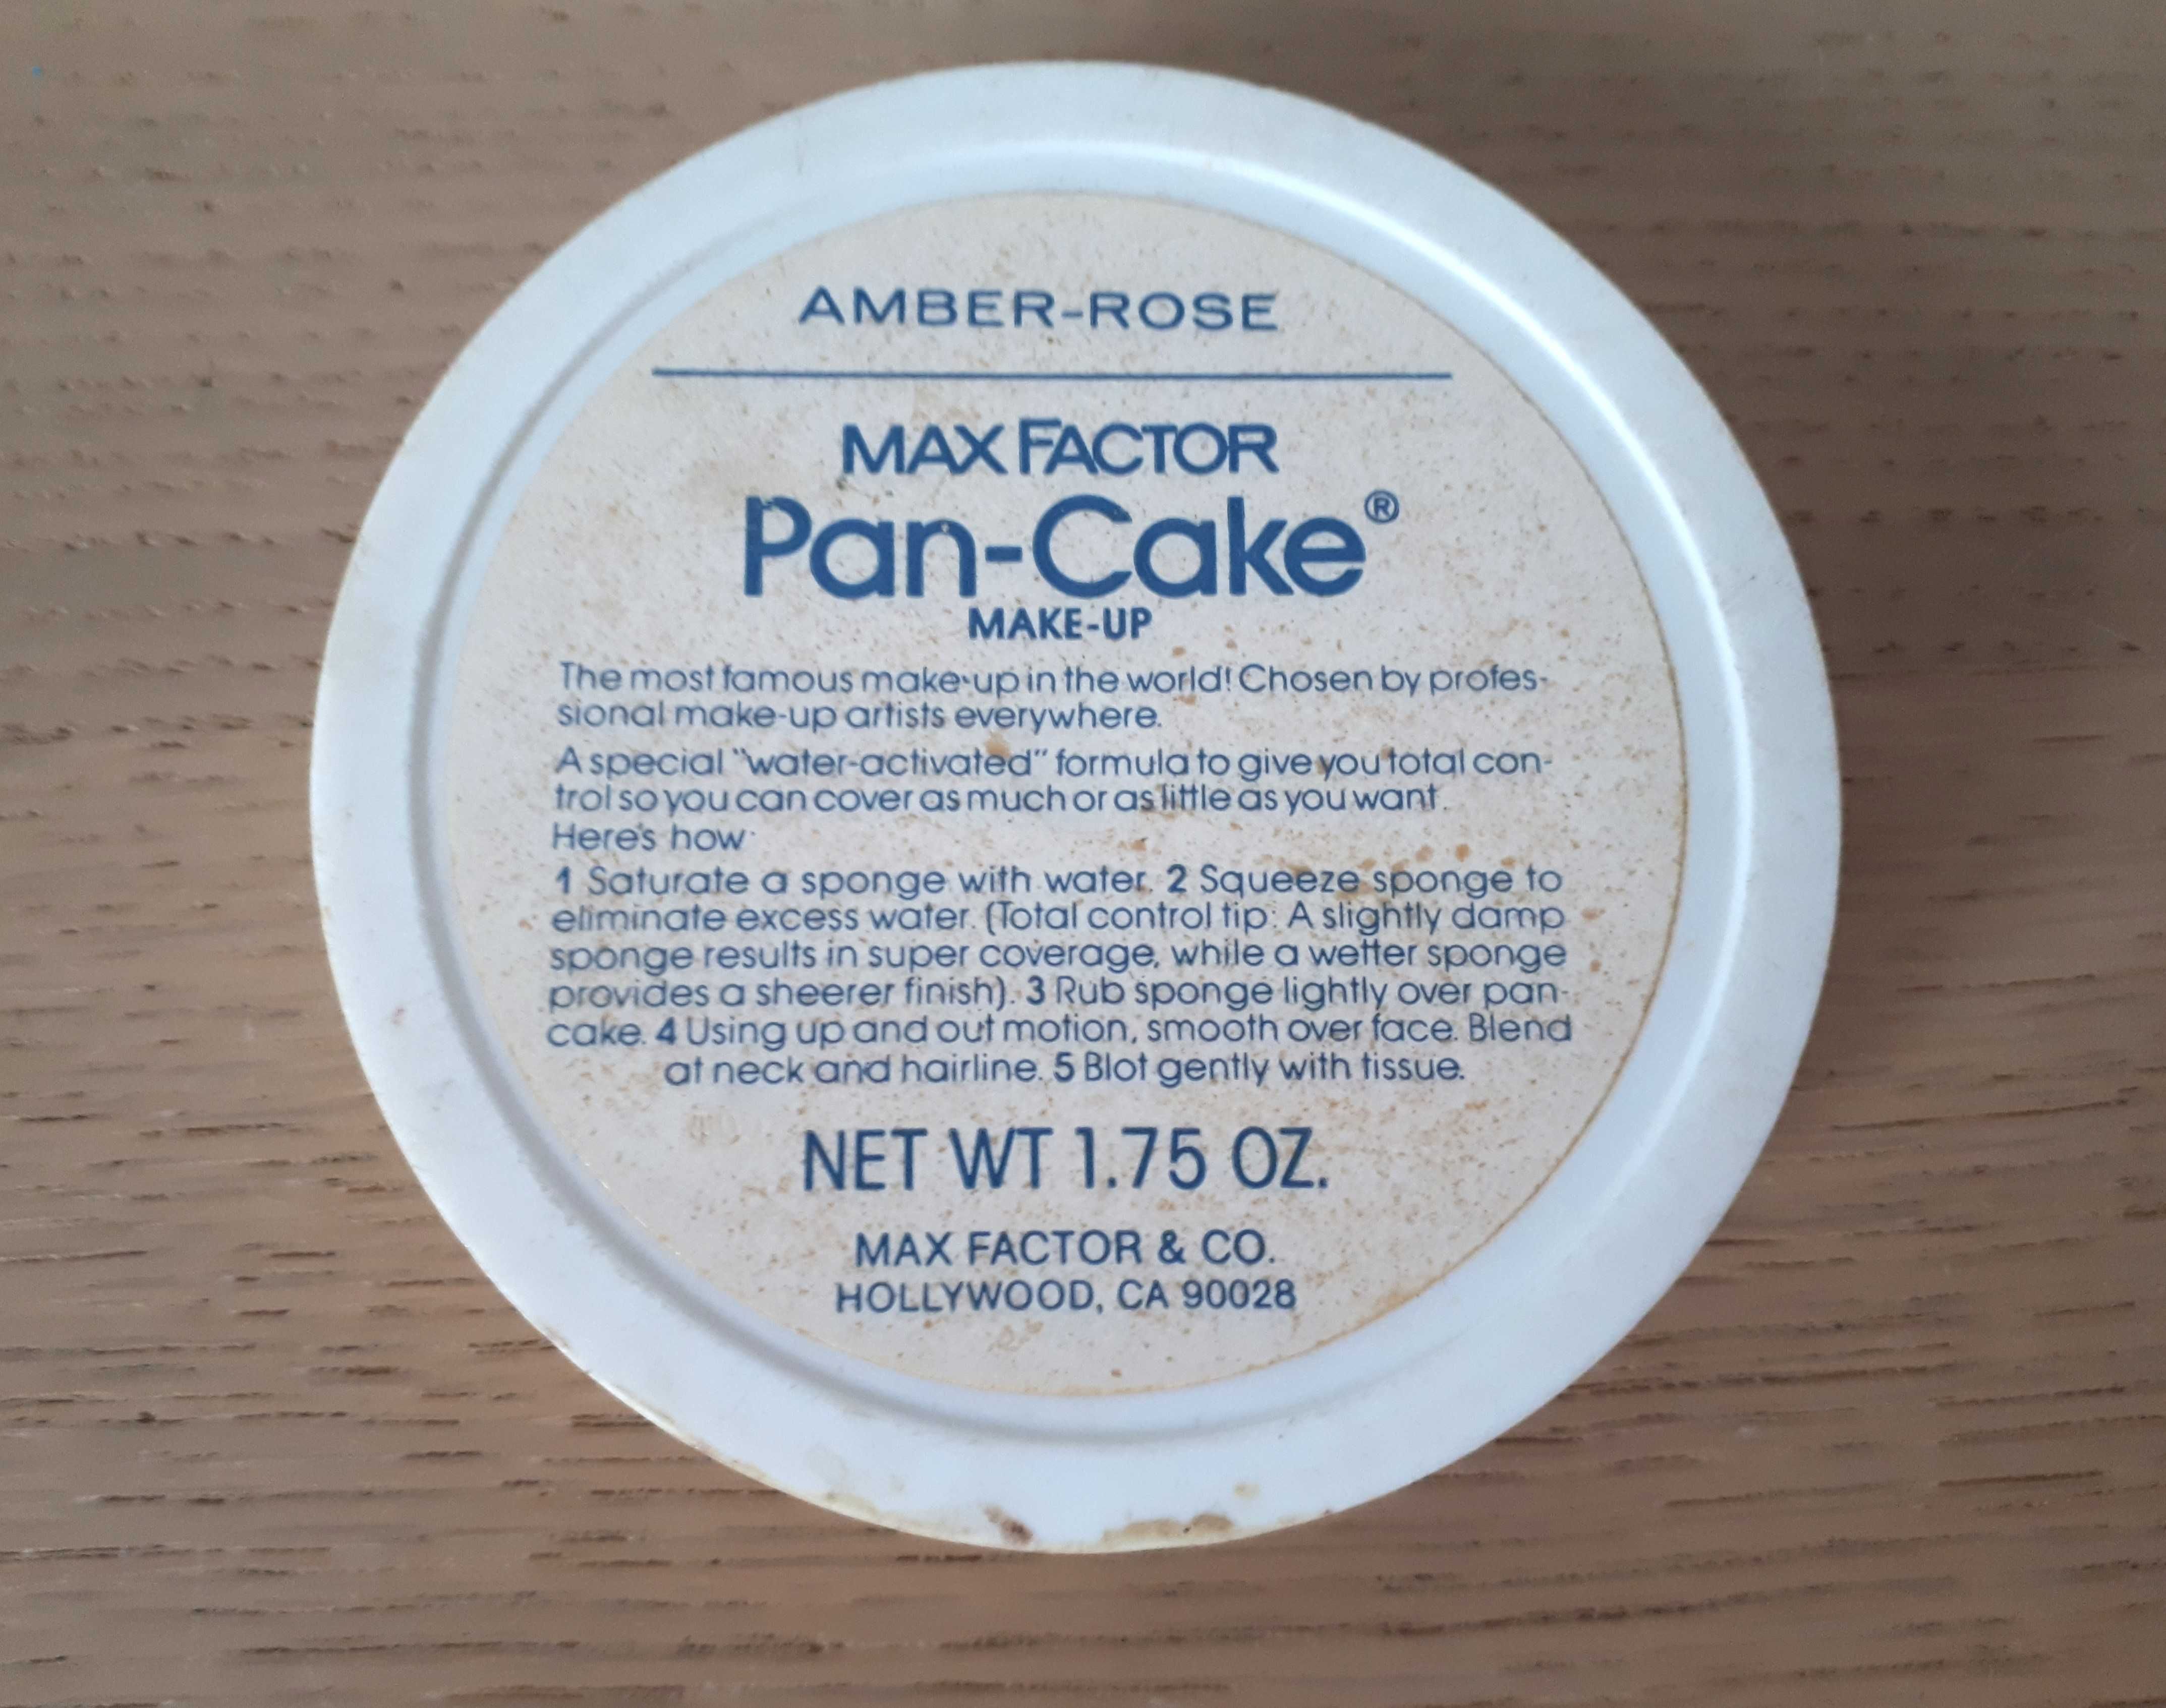 AMBER-ROSE
MAX FACTOR
Pan-Cake®
MAKE-UP
The most famous make-up in the world! Chosen by profes-
sional make-up artists everywhere.
A special "water-activated" formula to give you total con-
trol so you can cover as much or as little as you want.
Here's how:
1 Saturate a sponge with water. 2 Squeeze sponge to
eliminate excess water. (Total control tip: A slightly damp
sponge results in super coverage, while a wetter sponge
provides a sheerer finish). 3 Rub sponge lightly over pan-
cake. 4 Using up and out motion, smooth over face. Blend
at neck and hairline. 5 Blot gently with tissue.
NET WT 1.75 OZ.
MAX FACTOR & CO.
HOLLYWOOD, CA 90028